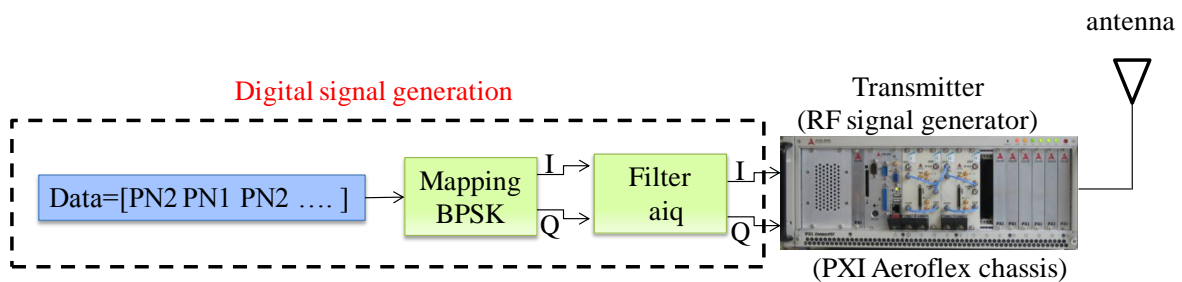 antenna
Digital signal generation
Transmitter
(RF signal generator)
Data=[PN2 PN1 PN2 .... ]
Mapping
BPSK
I
Q
Filter
aiq
I
Q
PXI
(PXI Aeroflex chassis)